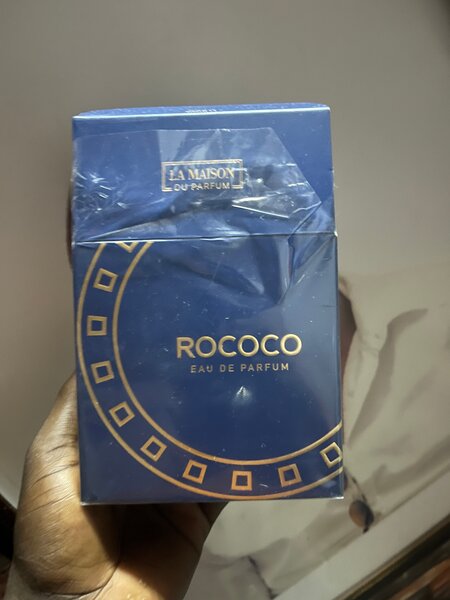 LA MAISON
DU PARFUM
ROCOCO
EAU DE PARFUM